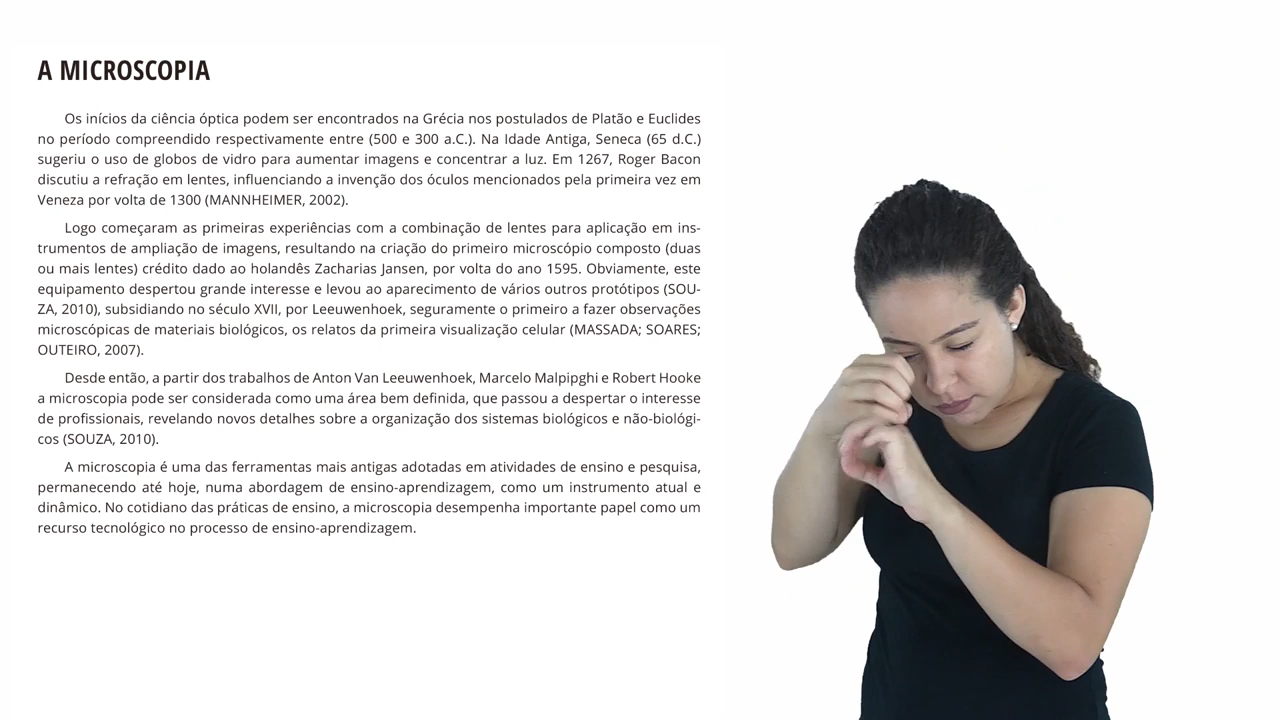 A MICROSCOPIA
Os inícios da ciência óptica podem ser encontrados na Grécia nos postulados de Platão e Euclides
no período compreendido respectivamente entre (500 e 300 a.C.). Na Idade Antiga, Seneca (65 d.C.)
sugeriu o uso de globos de vidro para aumentar imagens e concentrar a luz. Em 1267, Roger Bacon
discutiu a refração em lentes, influenciando a invenção dos óculos mencionados pela primeira vez em
Veneza por volta de 1300 (MANNHEIMER, 2002).
Logo começaram as primeiras experiências com a combinação de lentes para aplicação em ins-
trumentos de ampliação de imagens, resultando na criação do primeiro microscópio composto (duas
ou mais lentes) crédito dado ao holandês Zacharias Jansen, por volta do ano 1595. Obviamente, este
equipamento despertou grande interesse e levou ao aparecimento de vários outros protótipos (SOU-
ZA, 2010), subsidiando no século XVII, por Leeuwenhoek, seguramente o primeiro a fazer observações
microscópicas de materiais biológicos, os relatos da primeira visualização celular (MASSADA; SOARES;
OUTEIRO, 2007).
Desde então, a partir dos trabalhos de Anton Van Leeuwenhoek, Marcelo Malpipghi e Robert Hooke
a microscopia pode ser considerada como uma área bem definida, que passou a despertar o interesse
de profissionais, revelando novos detalhes sobre a organização dos sistemas biológicos e não-biológi-
cos (SOUZA, 2010).
A microscopia é uma das ferramentas mais antigas adotadas em atividades de ensino e pesquisa,
permanecendo até hoje, numa abordagem de ensino-aprendizagem, como um instrumento atual e
dinâmico. No cotidiano das práticas de ensino, a microscopia desempenha importante papel como um
recurso tecnológico no processo de ensino-aprendizagem.